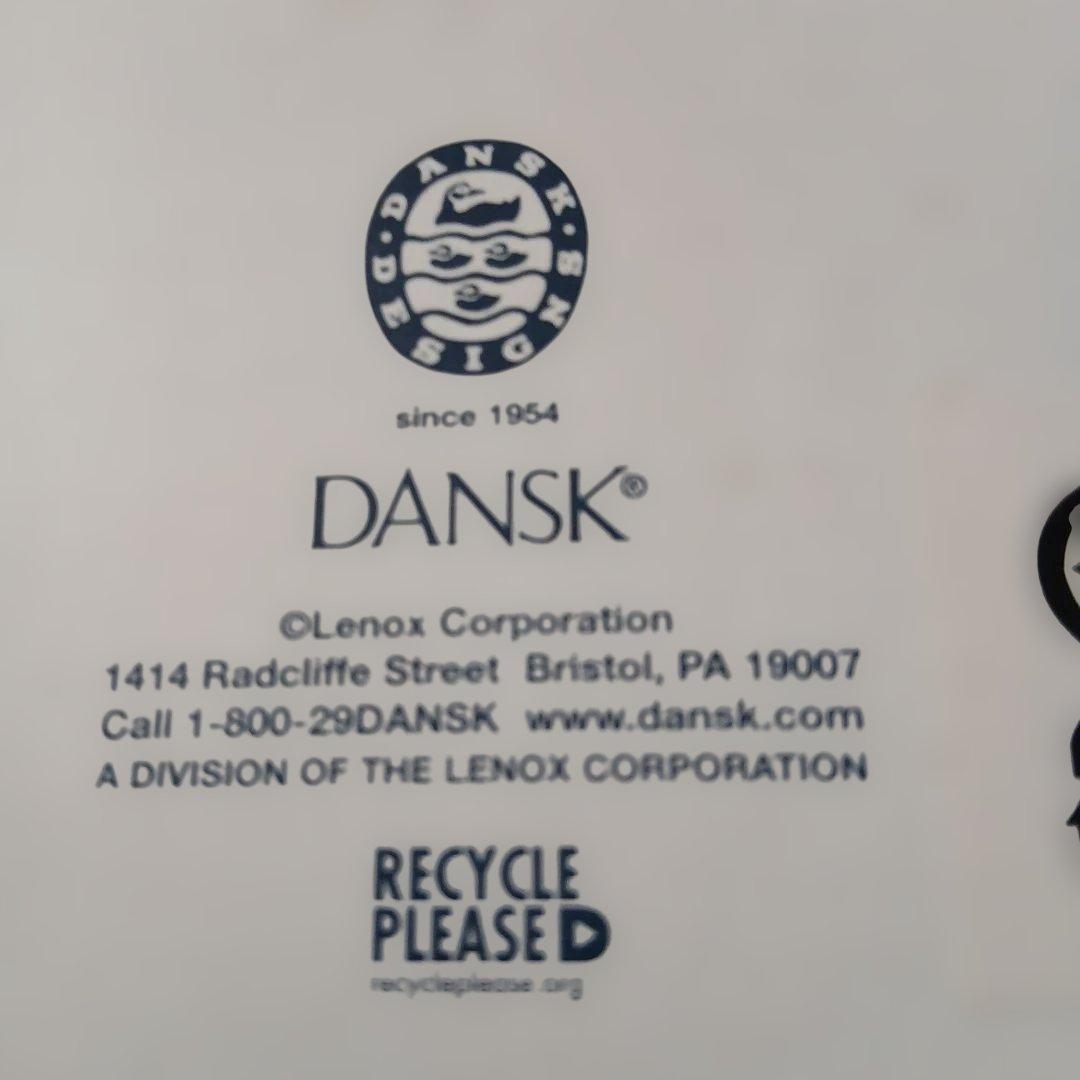 DANSK · DESIGNS ·
since 1954
DANSK®
©Lenox Corporation
1414 Radcliffe Street Bristol, PA 19007
Call 1-800-29DANSK www.dansk.com
A DIVISION OF THE LENOX CORPORATION
RECYCLE
PLEASE
recycleplease.org